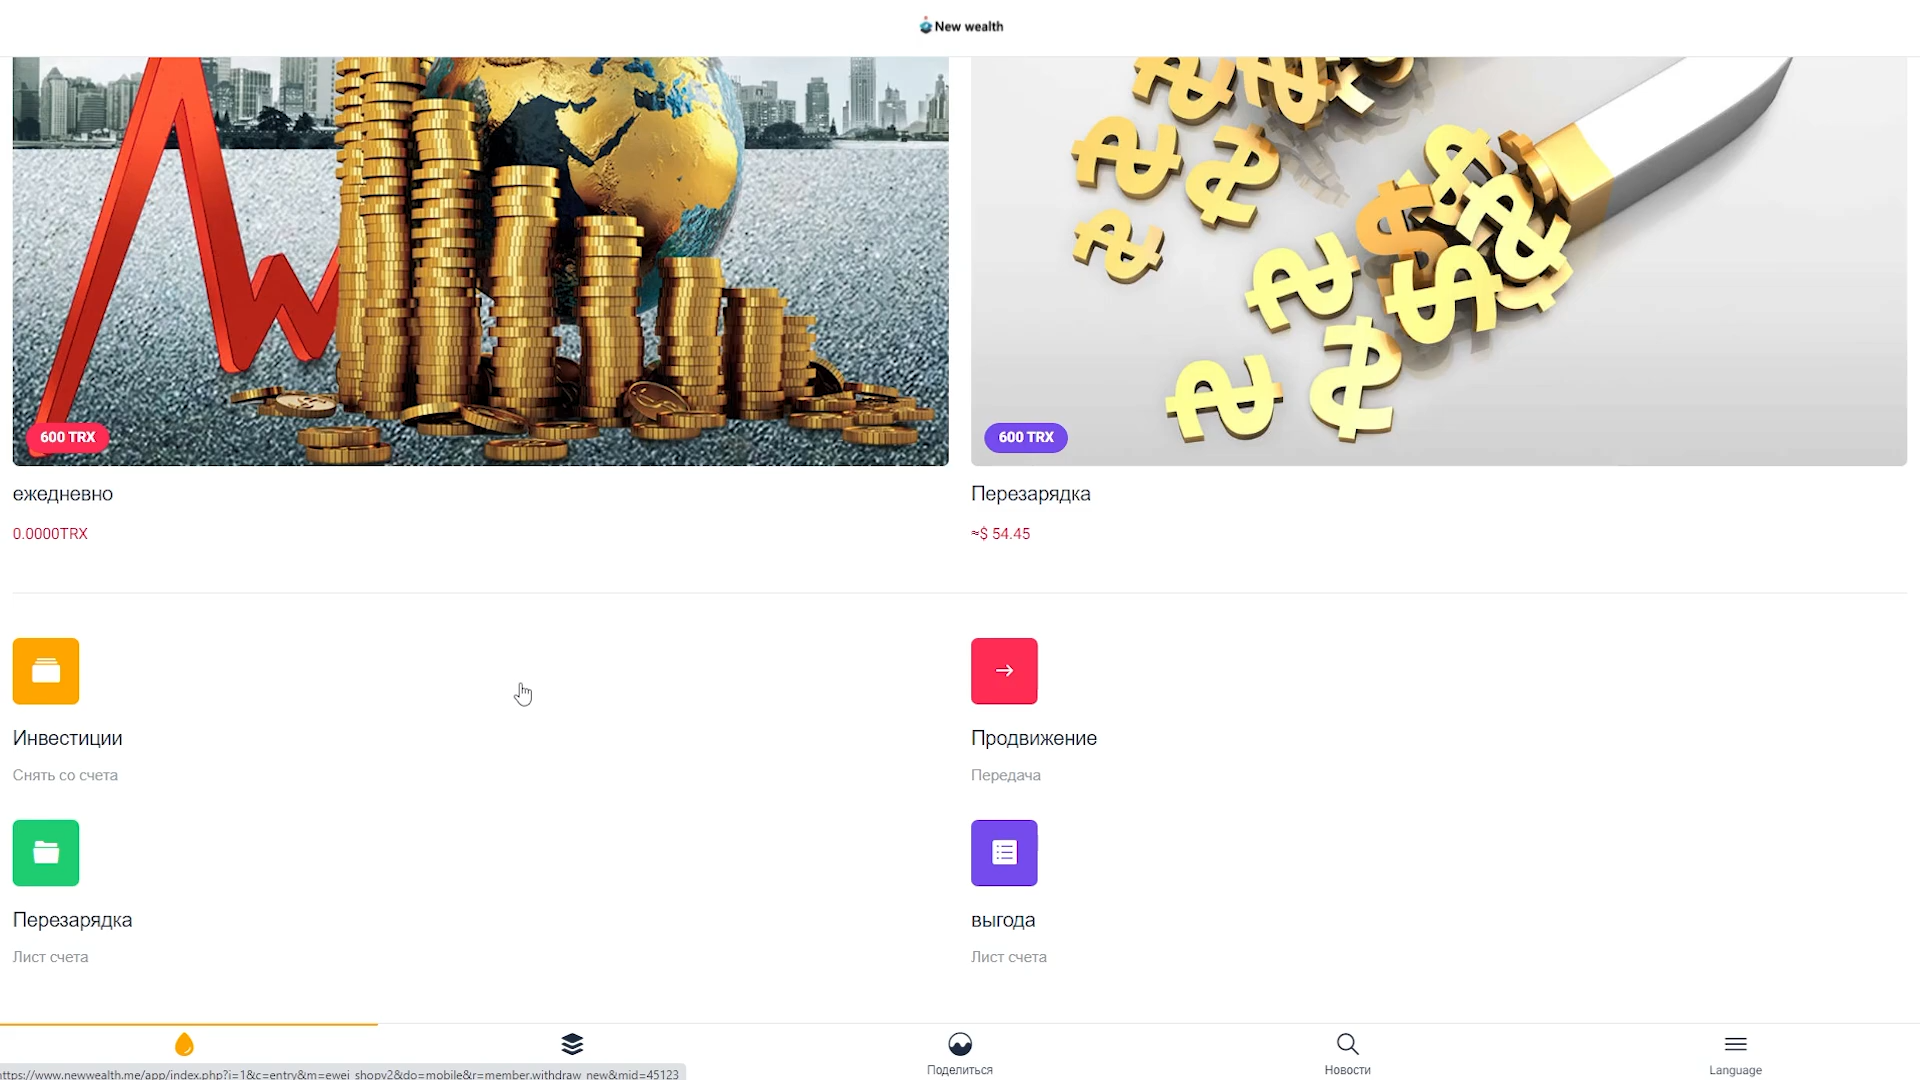 New wealth
600 TRX
600 TRX
ежедневно
Перезарядка
0.0000TRX
≈$ 54.45
Инвестиции
Продвижение
Снять со счета
Передача
Перезарядка
выгода
Лист счета
Лист счета
Поделиться
Новости
Language
https://www.newwealth.me/app/index.php?i=1&c=entry&m=ewei_shopv2&do=mobile&r=member.withdraw_new&mid=45123